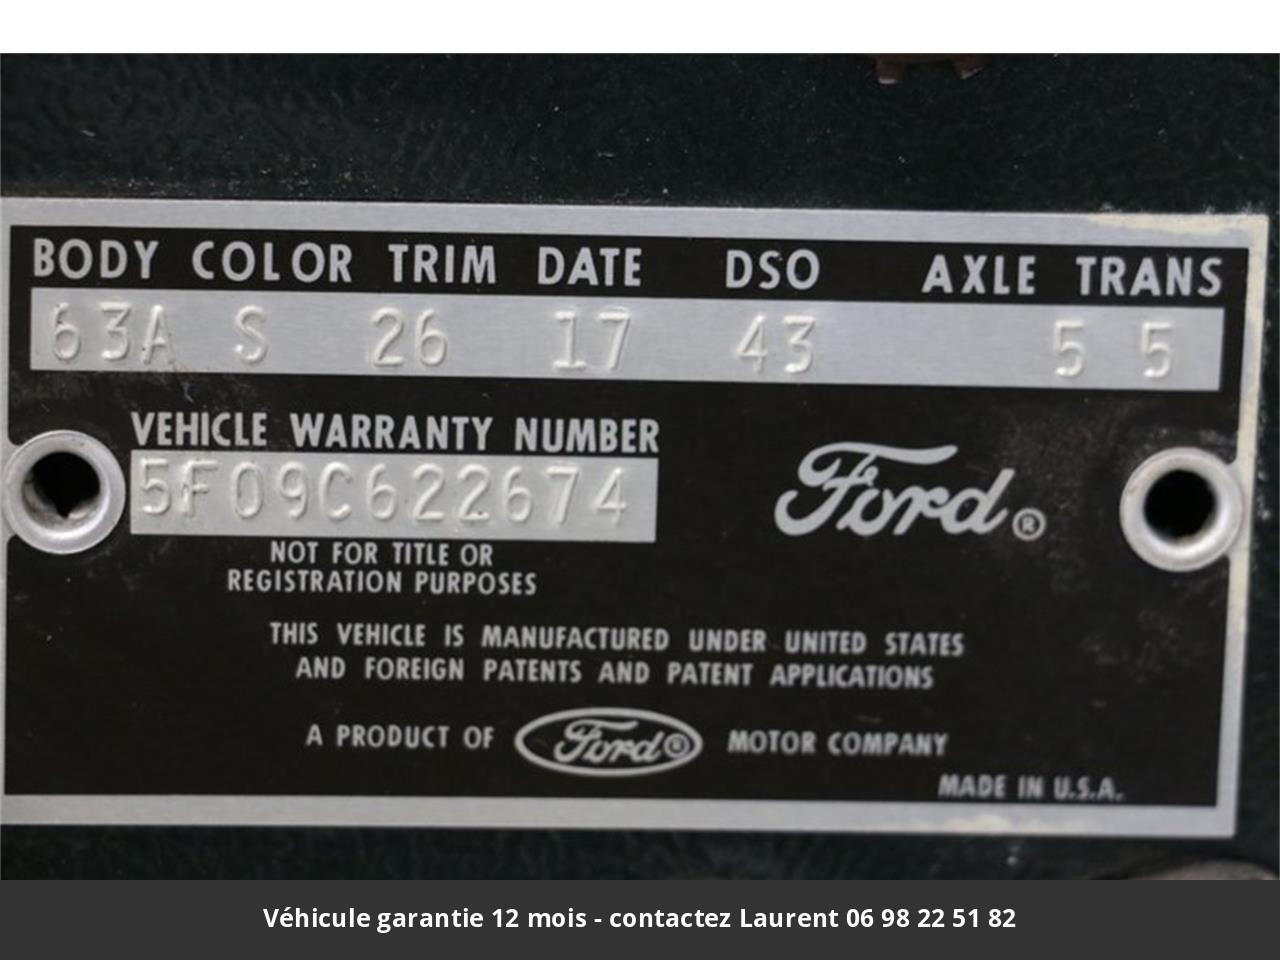 BODY COLOR TRIM DATE DSO AXLE TRANS
63A S 26 17 43 5 5
VEHICLE WARRANTY NUMBER
5F09C622674
Ford®
NOT FOR TITLE OR
REGISTRATION PURPOSES
THIS VEHICLE IS MANUFACTURED UNDER UNITED STATES
AND FOREIGN PATENTS AND PATENT APPLICATIONS
A PRODUCT OF Ford® MOTOR COMPANY
MADE IN U.S.A.
Véhicule garantie 12 mois - contactez Laurent 06 98 22 51 82